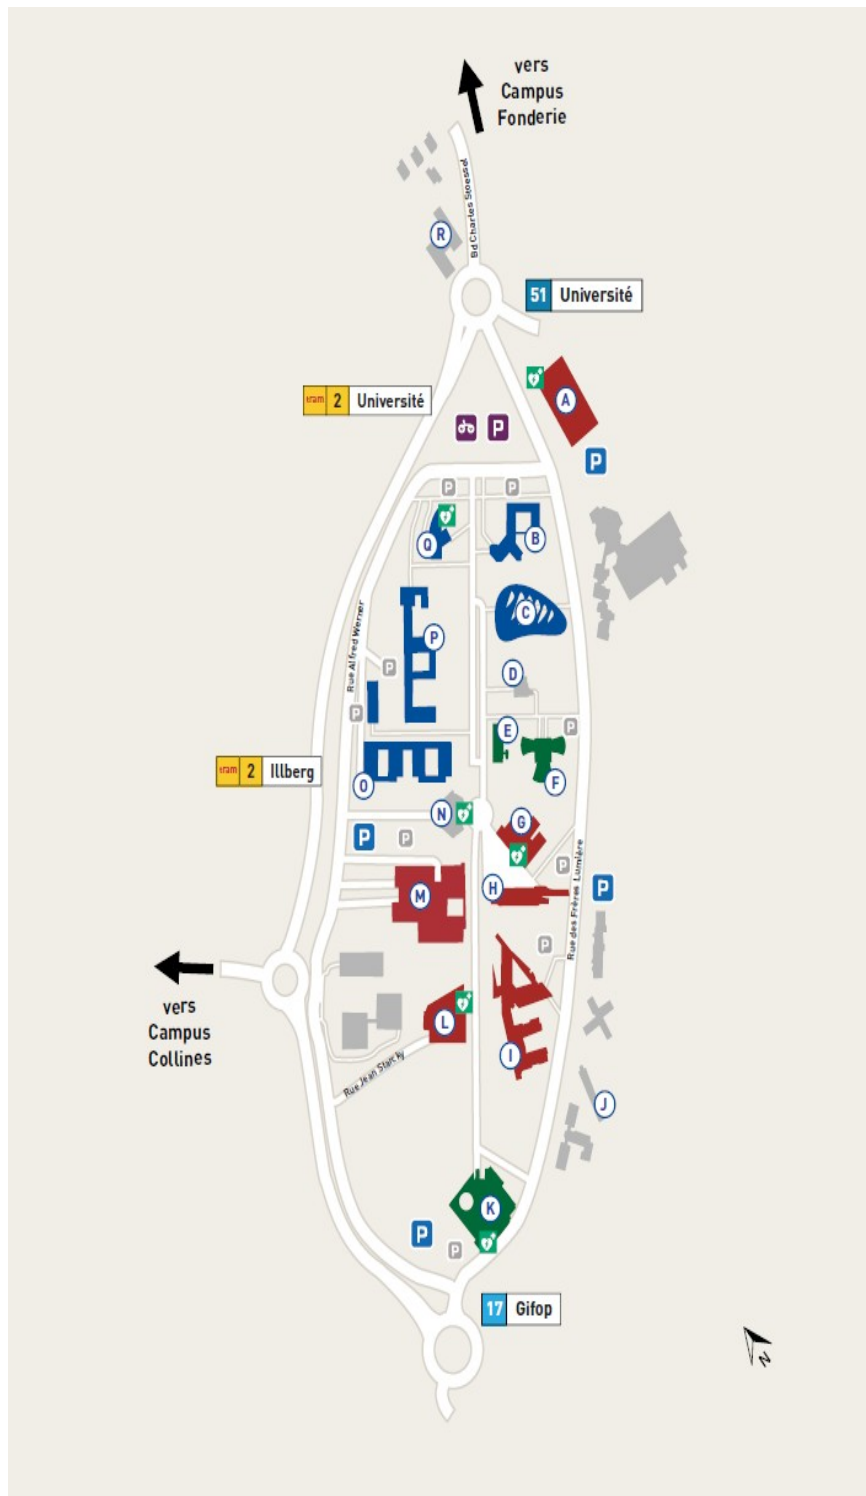 vers
Campus
Fonderie
Bd Charles Stoessel
R
51 Université
A
tram 2 Université
P
P
P
P
Q
B
C
Rue Alfred Werner
P
P
D
P
E
P
F
tram 2 Illberg
O
N
G
P
P
P
H
P
M
Rue des Frères Lumière
P
vers
Campus
Collines
L
I
Rue Jean Starcky
J
K
P
P
17 Gifop
N